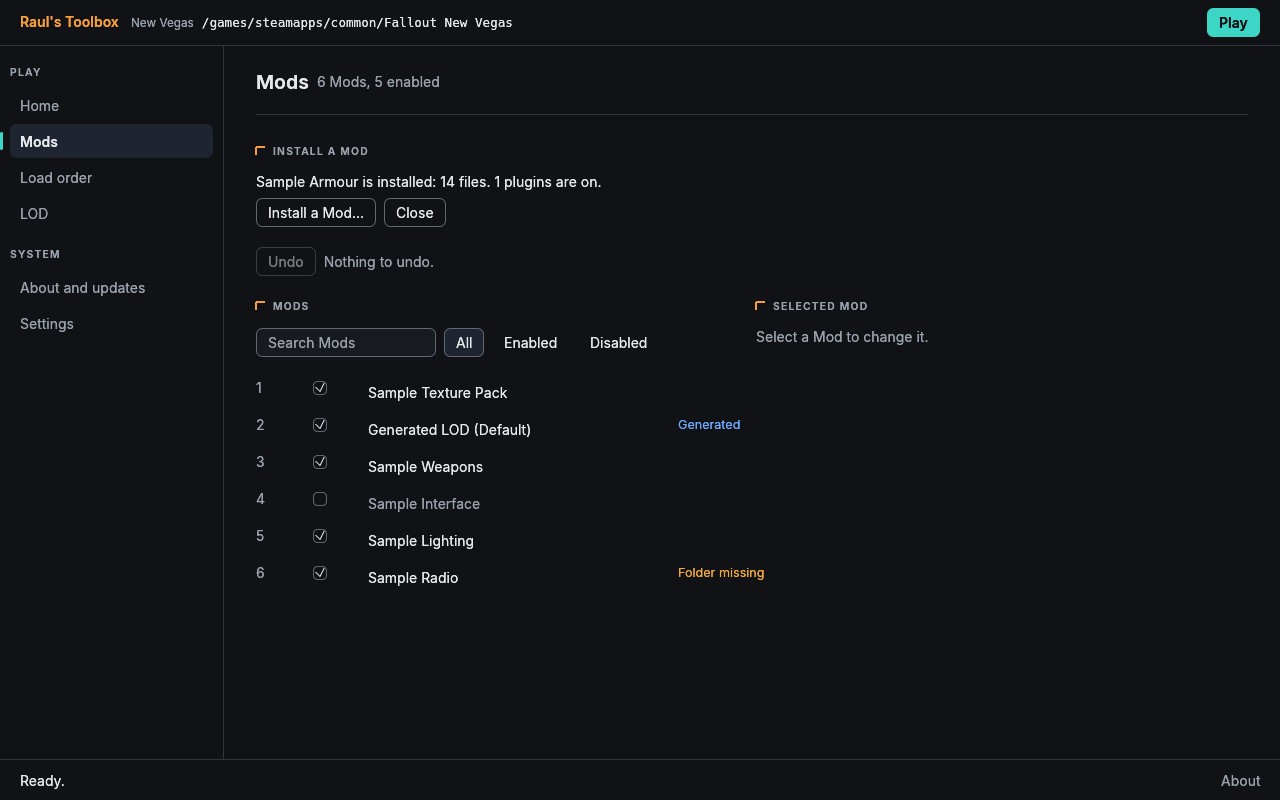 Raul's Toolbox New Vegas /games/steamapps/common/Fallout New Vegas Play
PLAY
Home
Mods
Load order
LOD
SYSTEM
About and updates
Settings
Mods 6 Mods, 5 enabled
INSTALL A MOD
Sample Armour is installed: 14 files. 1 plugins are on.
Install a Mod... Close
Undo Nothing to undo.
MODS
Search Mods All Enabled Disabled
1 Sample Texture Pack
2 Generated LOD (Default) Generated
3 Sample Weapons
4 Sample Interface
5 Sample Lighting
6 Sample Radio Folder missing
SELECTED MOD
Select a Mod to change it.
Ready. About